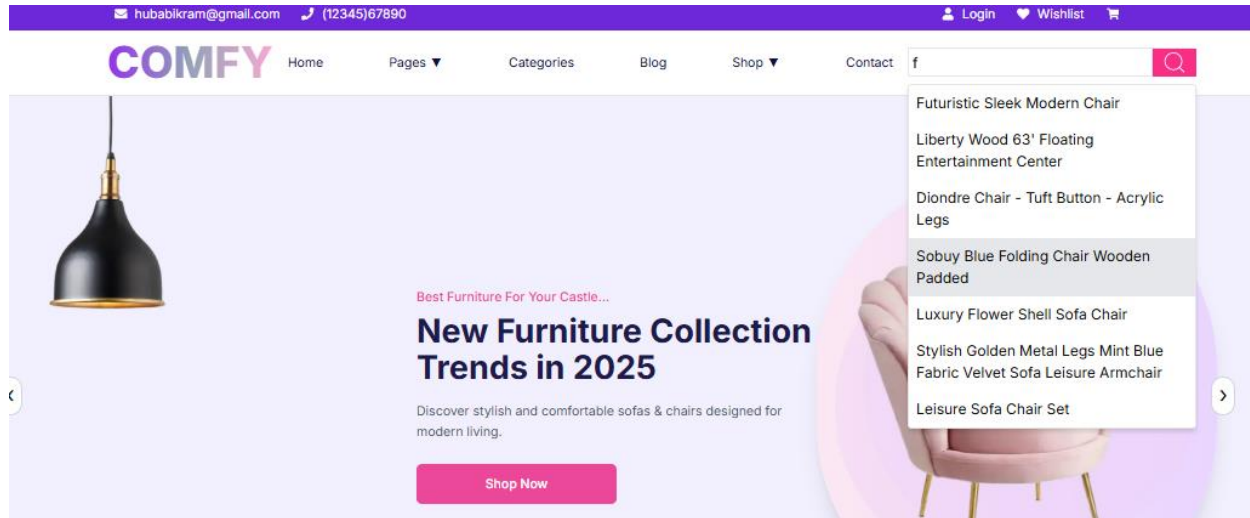 hubabikram@gmail.com (12345)67890 Login Wishlist
COMFY Home Pages ▼ Categories Blog Shop ▼ Contact f
Futuristic Sleek Modern Chair
Liberty Wood 63' Floating
Entertainment Center
Diondre Chair - Tuft Button - Acrylic
Legs
Sobuy Blue Folding Chair Wooden
Padded
Luxury Flower Shell Sofa Chair
Stylish Golden Metal Legs Mint Blue
Fabric Velvet Sofa Leisure Armchair
Leisure Sofa Chair Set
Best Furniture For Your Castle...
New Furniture Collection
Trends in 2025
Discover stylish and comfortable sofas & chairs designed for
modern living.
Shop Now